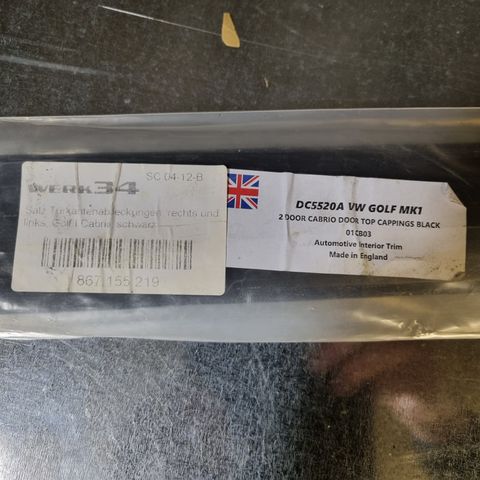 WERK34
SC 04-12-B
Satz Türkantenabdeckungen, rechts und
links, Golf I Cabrio schwarz
867.155.219
DC5520A VW GOLF MK1
2 DOOR CABRIO DOOR TOP CAPPINGS BLACK
01CB03
Automotive Interior Trim
Made in England